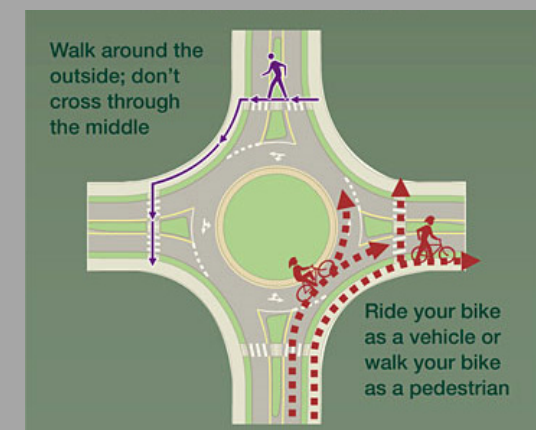 Walk around the
outside; don't
cross through
the middle
Ride your bike
as a vehicle or
walk your bike
as a pedestrian